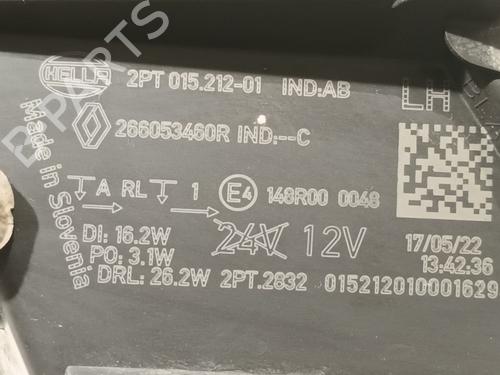 HELLA 2PT 015.212-01 IND:AB LH
266053460R IND:--C
A RL 1 E4 148R00 0048
Made in Slovenia
DI: 16.2W 24V 12V 17/05/22
PO: 3.1W 13.42.36
DRL: 26.2W 2PT.2832 015212010001629
B-PARTS